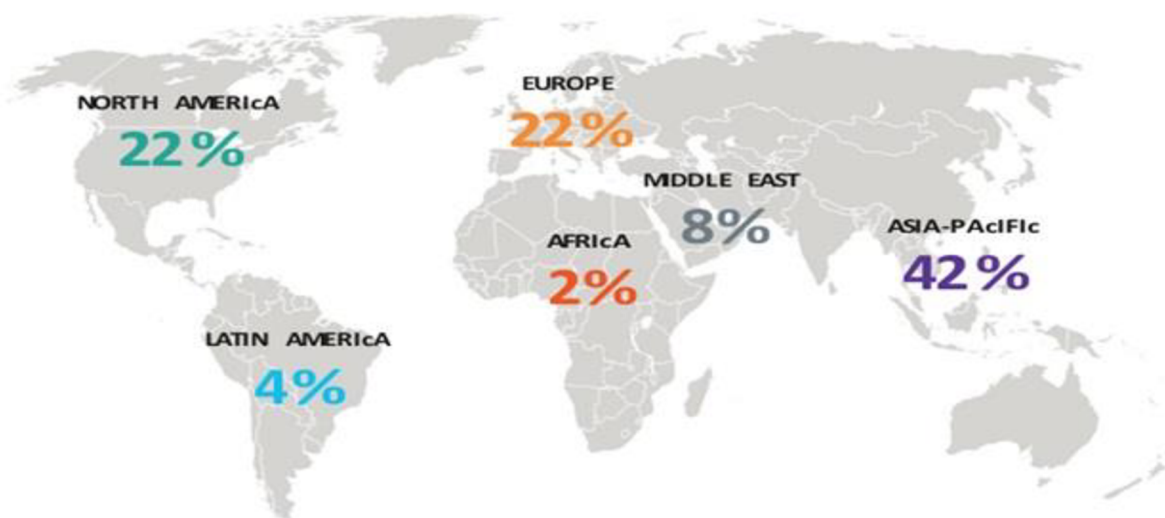 EUROPE
22%
NORTH AMERIcA
22%
MIDDLE EAST
8%
ASIA-PAcIFIc
42%
AFRIcA
2%
LATIN AMERIcA
4%